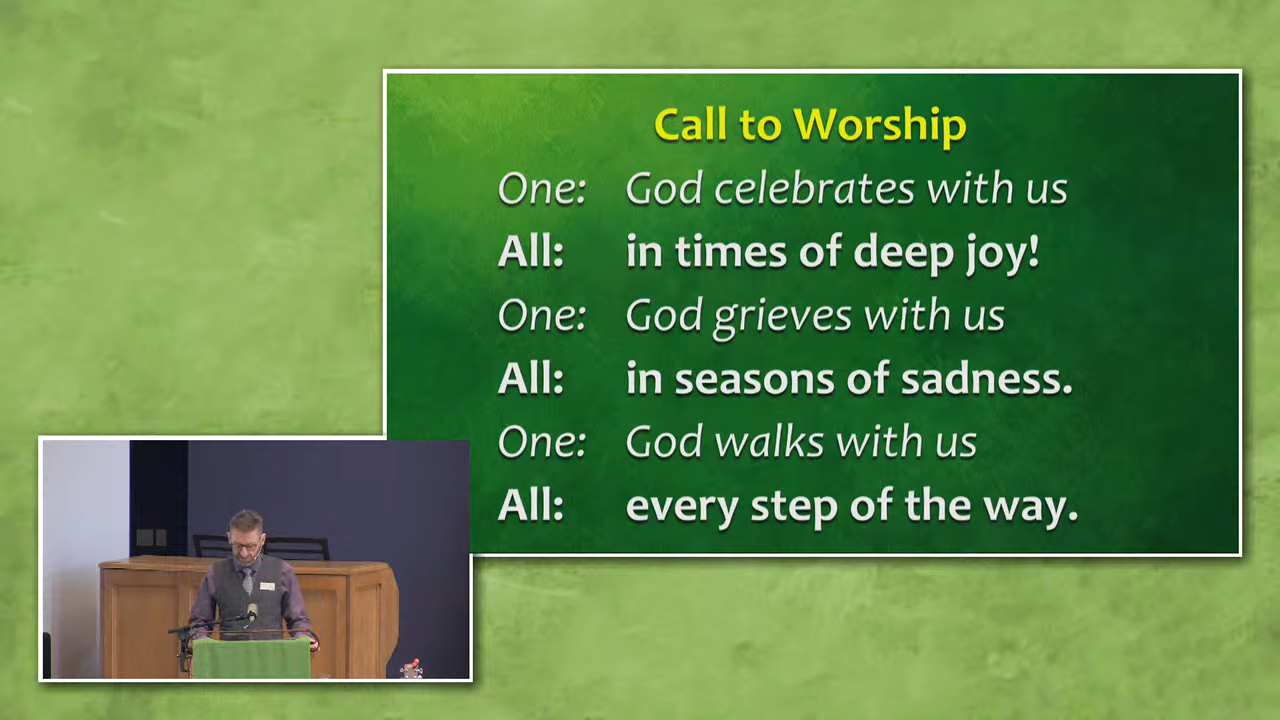 Call to Worship
One: God celebrates with us
All: in times of deep joy!
One: God grieves with us
All: in seasons of sadness.
One: God walks with us
All: every step of the way.